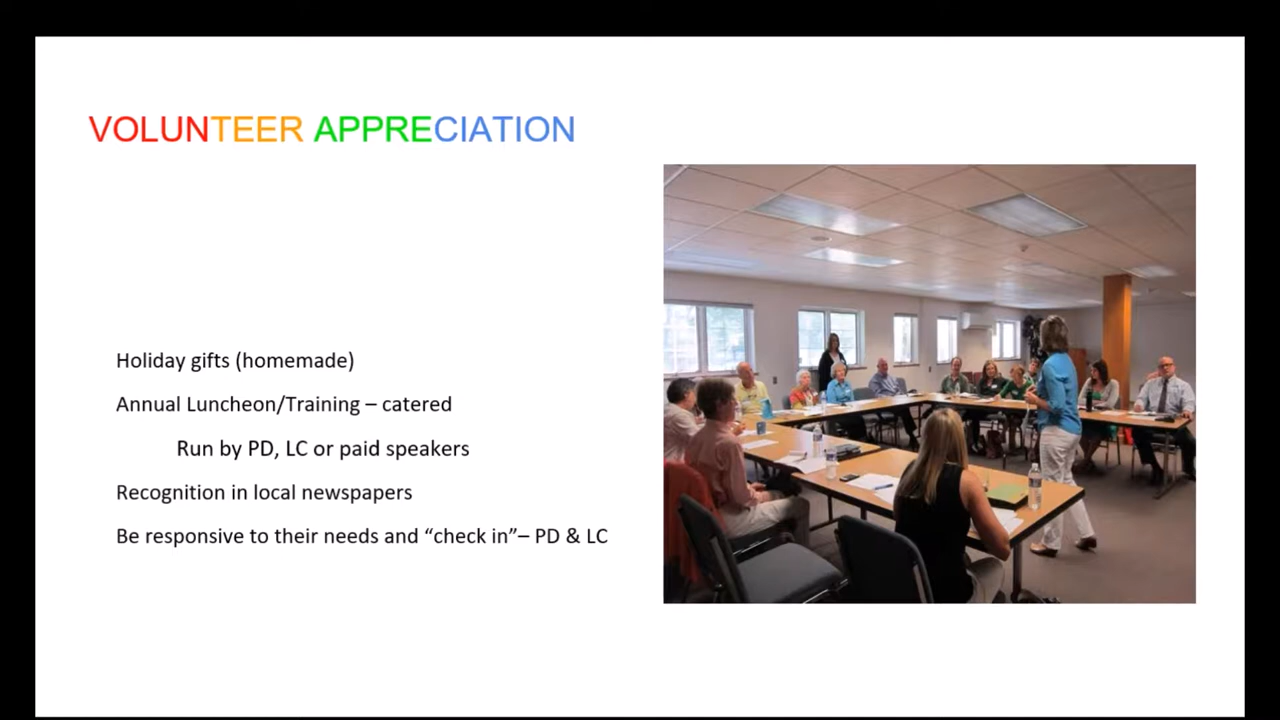 VOLUNTEER APPRECIATION
Holiday gifts (homemade)
Annual Luncheon/Training – catered
Run by PD, LC or paid speakers
Recognition in local newspapers
Be responsive to their needs and “check in”– PD & LC